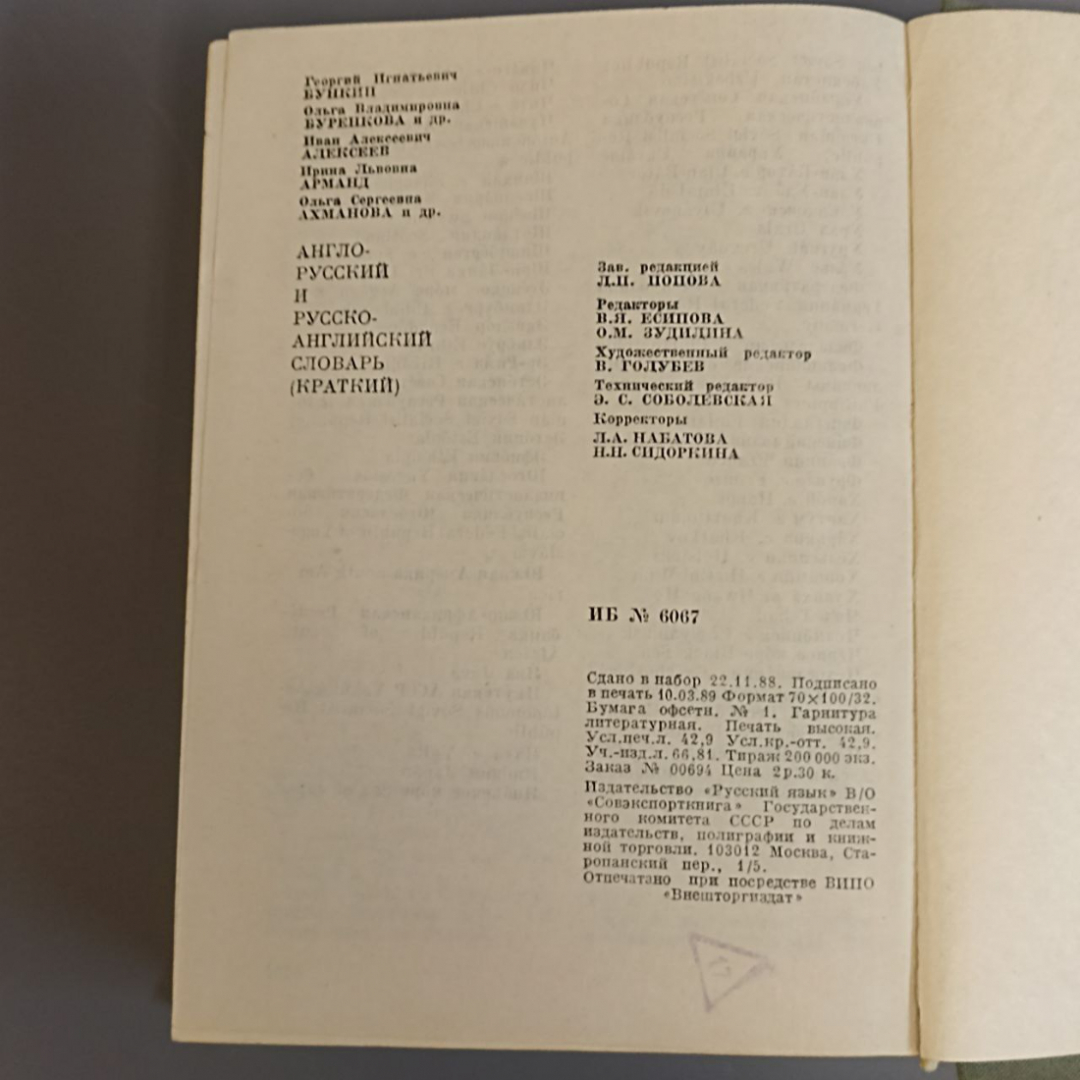 Георгий Игнатьевич
БУНКИН
Ольга Владимировна
БУРЕНКОВА и др.
Иван Алексеевич
АЛЕКСЕЕВ
Ирина Львовна
АРМАНД
Ольга Сергеевна
АХМАНОВА и др.
АНГЛО-
РУССКИЙ
И
РУССКО-
АНГЛИЙСКИЙ
СЛОВАРЬ
(КРАТКИЙ)
Зав. редакцией
Л.П. ПОПОВА
Редакторы
В.Я. ЕСИПОВА
О.М. ЗУДИЛИНА
Художественный редактор
В. ГОЛУБЕВ
Технический редактор
Э. С. СОБОЛЕВСКАЯ
Корректоры
Л.А. НАБАТОВА
Н.Н. СИДОРКИНА
ИБ № 6067
Сдано в набор 22.11.88. Подписано
в печать 10.03.89 Формат 70×100/32.
Бумага офсетн. № 1. Гарнитура
литературная. Печать высокая.
Усл.печ.л. 42,9 Усл.кр.-отт. 42,9.
Уч.-изд.л. 66,81. Тираж 200 000 экз.
Заказ № 00694 Цена 2р.30 к.
Издательство «Русский язык» В/О
«Совэкспорткнига» Государствен-
ного комитета СССР по делам
издательств, полиграфии и книж-
ной торговли. 103012 Москва, Ста-
ропанский пер., 1/5.
Отпечатано при посредстве ВИПО
«Внешторгиздат»